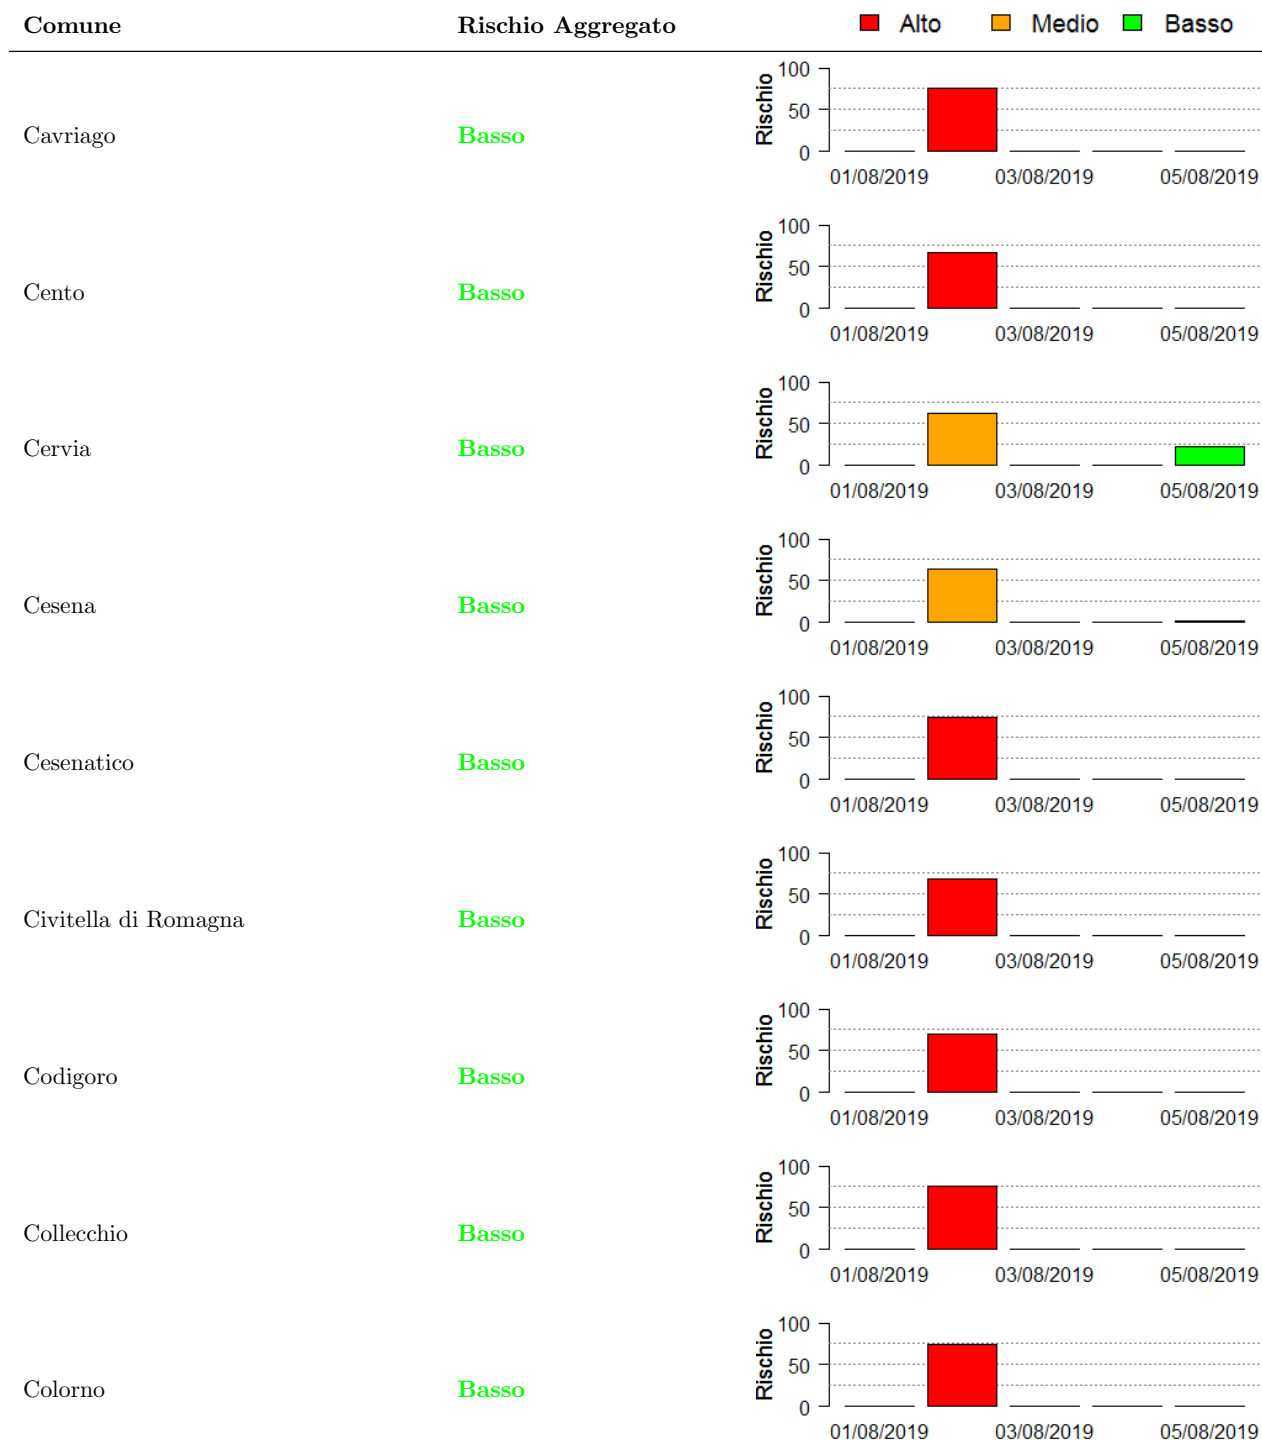 Comune Rischio Aggregato Alto Medio Basso
Cavriago Basso Rischio 100 50 0
01/08/2019 03/08/2019 05/08/2019
Cento Basso Rischio 100 50 0
01/08/2019 03/08/2019 05/08/2019
Cervia Basso Rischio 100 50 0
01/08/2019 03/08/2019 05/08/2019
Cesena Basso Rischio 100 50 0
01/08/2019 03/08/2019 05/08/2019
Cesenatico Basso Rischio 100 50 0
01/08/2019 03/08/2019 05/08/2019
Civitella di Romagna Basso Rischio 100 50 0
01/08/2019 03/08/2019 05/08/2019
Codigoro Basso Rischio 100 50 0
01/08/2019 03/08/2019 05/08/2019
Collecchio Basso Rischio 100 50 0
01/08/2019 03/08/2019 05/08/2019
Colorno Basso Rischio 100 50 0
01/08/2019 03/08/2019 05/08/2019